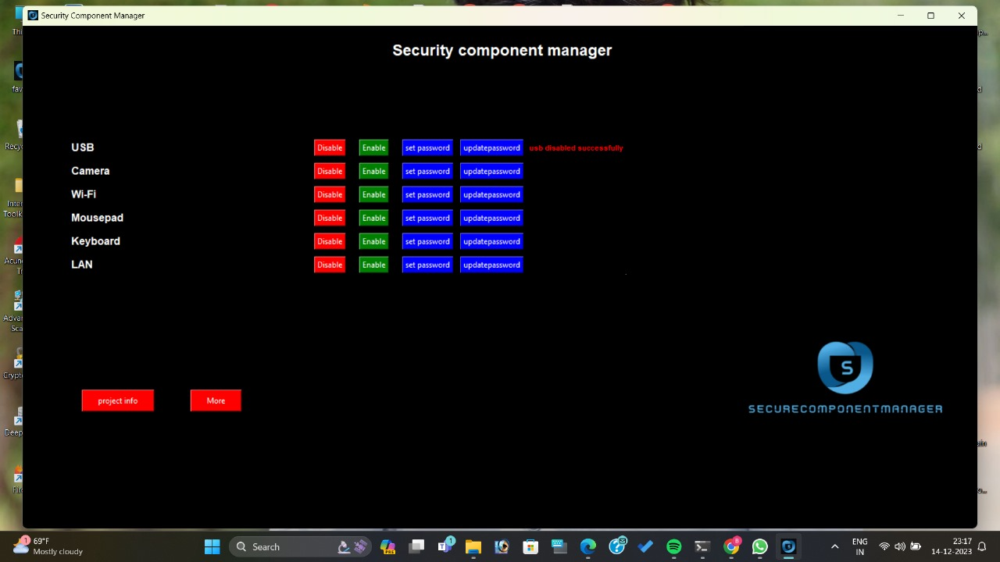 Security Component Manager
Security component manager
USB Disable Enable set password updatepassword usb disabled successfully
Camera Disable Enable set password updatepassword
Wi-Fi Disable Enable set password updatepassword
Mousepad Disable Enable set password updatepassword
Keyboard Disable Enable set password updatepassword
LAN Disable Enable set password updatepassword
S
project info More
SECURECOMPONENTMANAGER
1 69°F
Mostly cloudy
Search
PRE
1
B
ENG
IN
23:17
14-12-2023